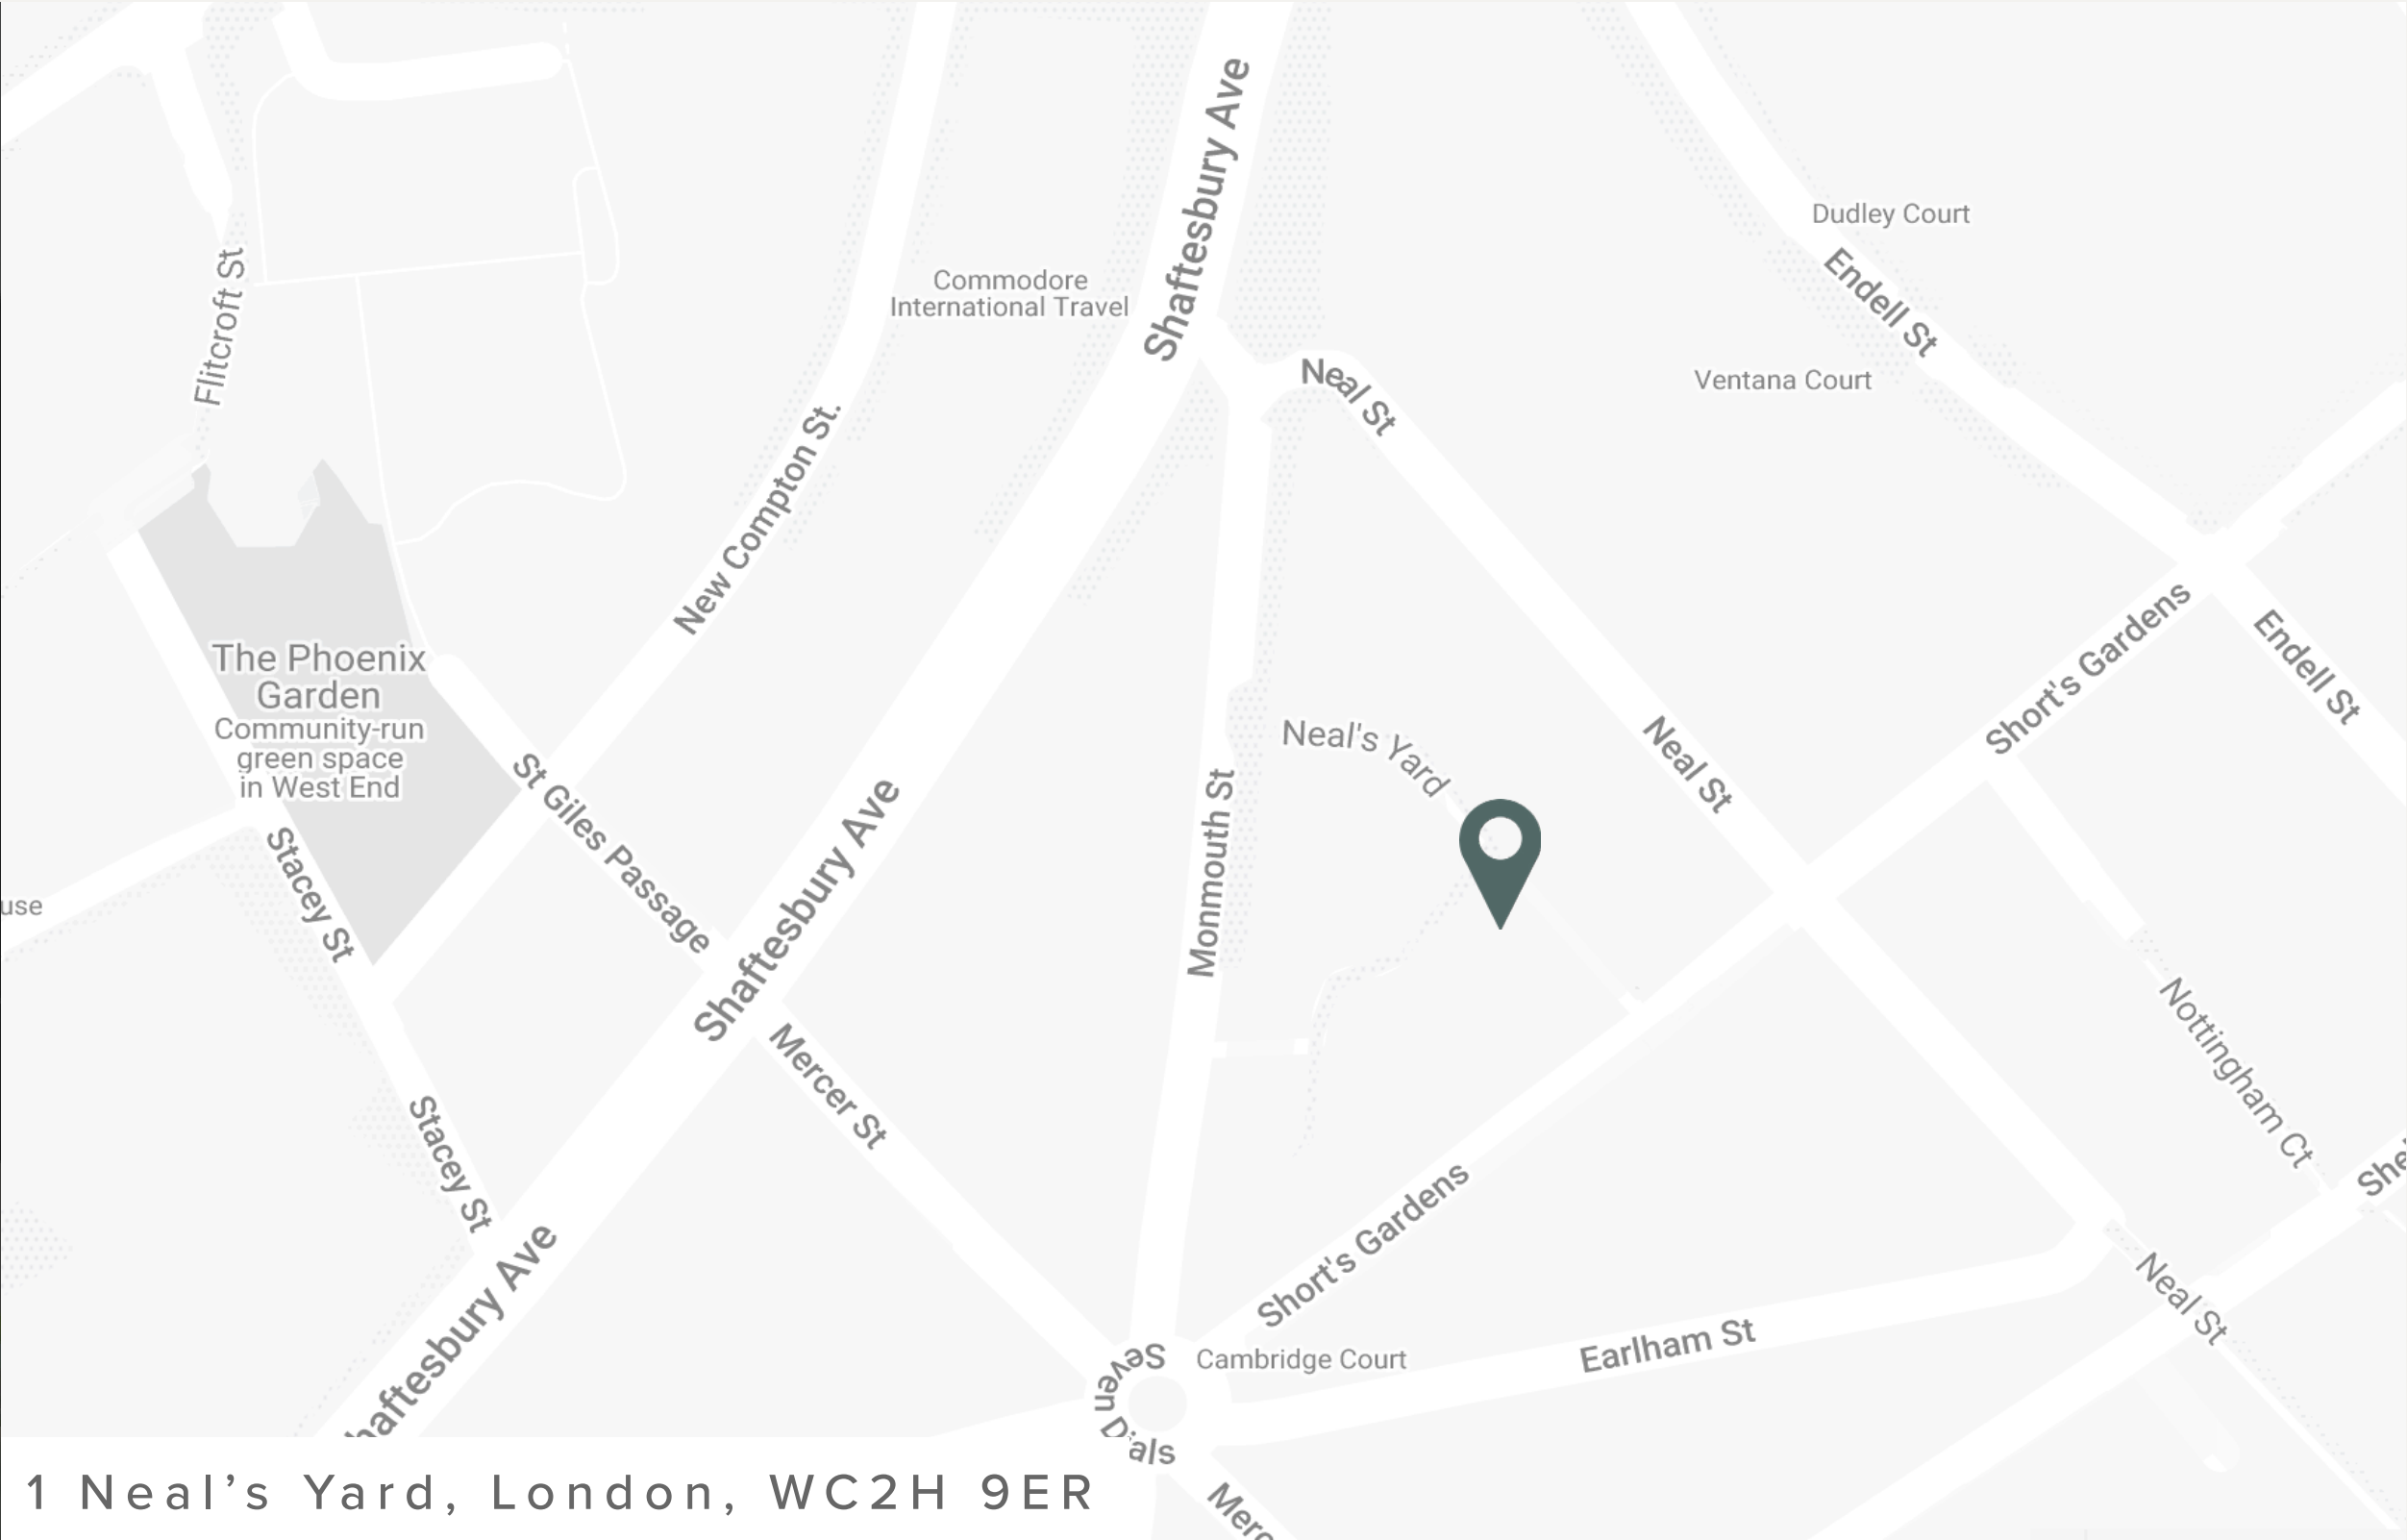 Shaftesbury Ave
Dudley Court
Endell St
Flitcroft St
Commodore
International Travel
Neal St
Ventana Court
New Compton St.
The Phoenix
Garden
Community-run
green space
in West End
Short's Gardens
Endell St
Neal's Yard
Neal St
St Giles Passage
Monmouth St
Shaftesbury Ave
Stacey St
use
Nottingham Ct
Mercer St
Stacey St
She
Short's Gardens
haftesbury Ave
Neal St
Earlham St
Seven Dials
Cambridge Court
Merc
1 Neal’s Yard, London, WC2H 9ER